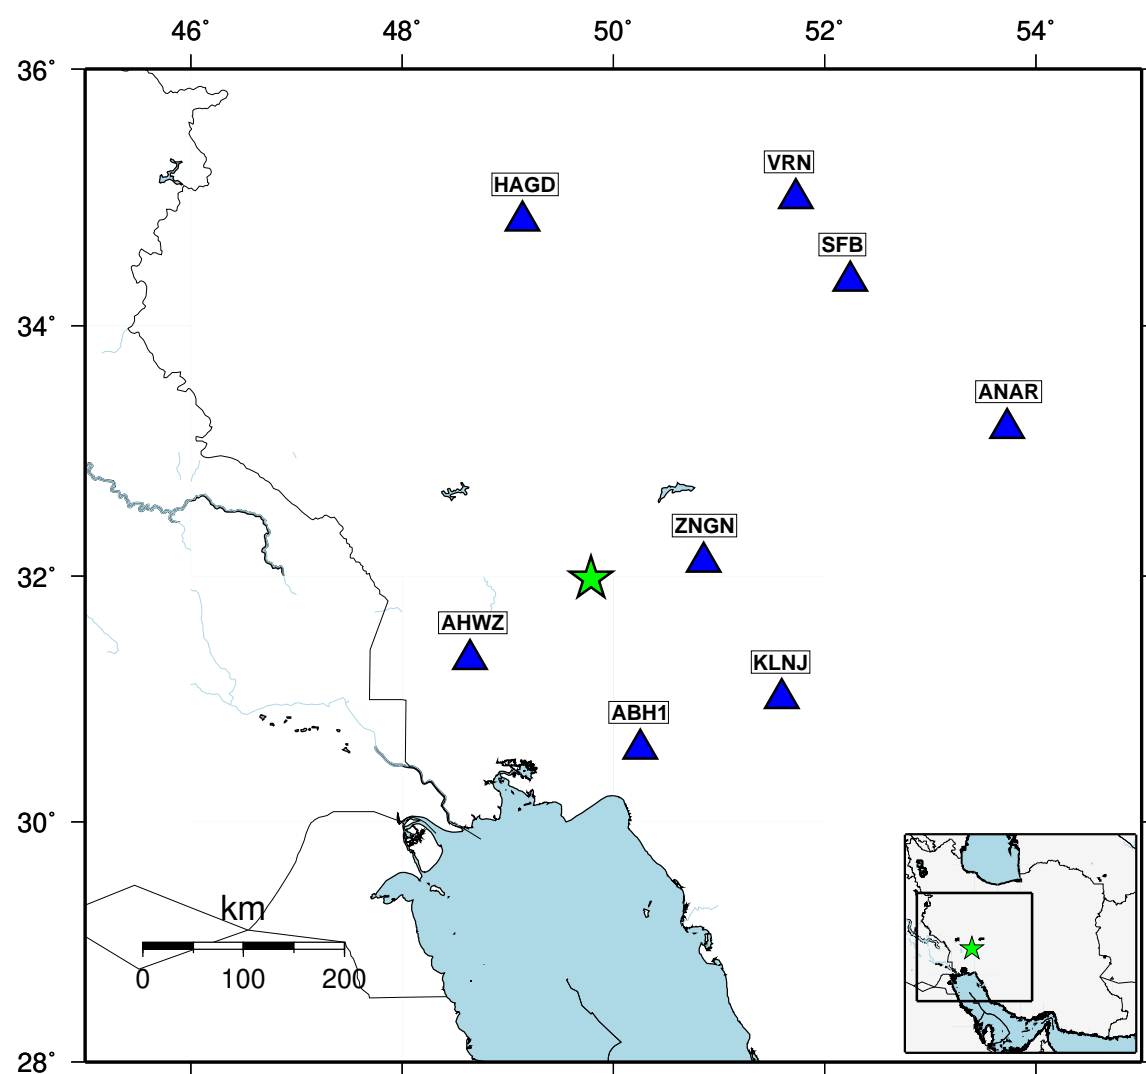 46˚ 48˚ 50˚ 52˚ 54˚
36˚
VRN
HAGD
SFB
34˚
ANAR
ZNGN
32˚
AHWZ
KLNJ
ABH1
30˚
km
0 100 200
28˚